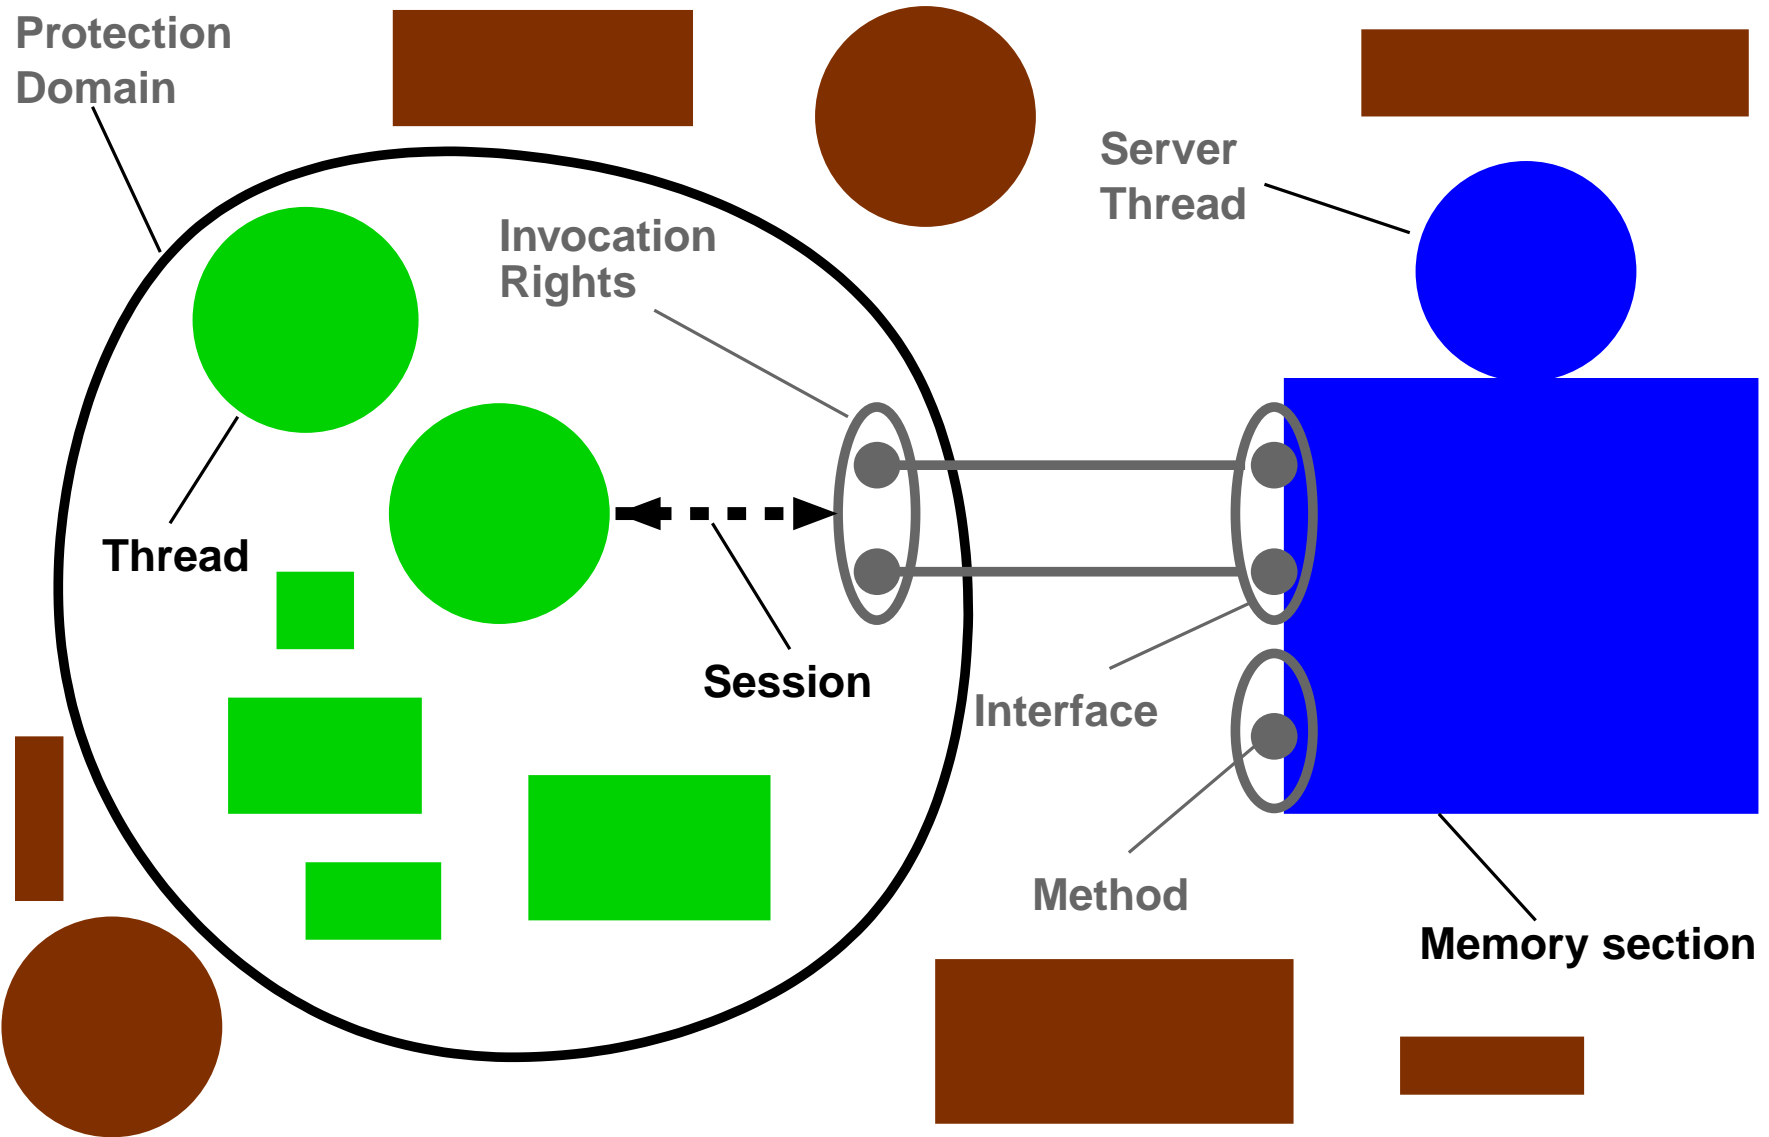 Protection
Domain
Server
Thread
Invocation
Rights
Thread
Session
Interface
Method
Memory section